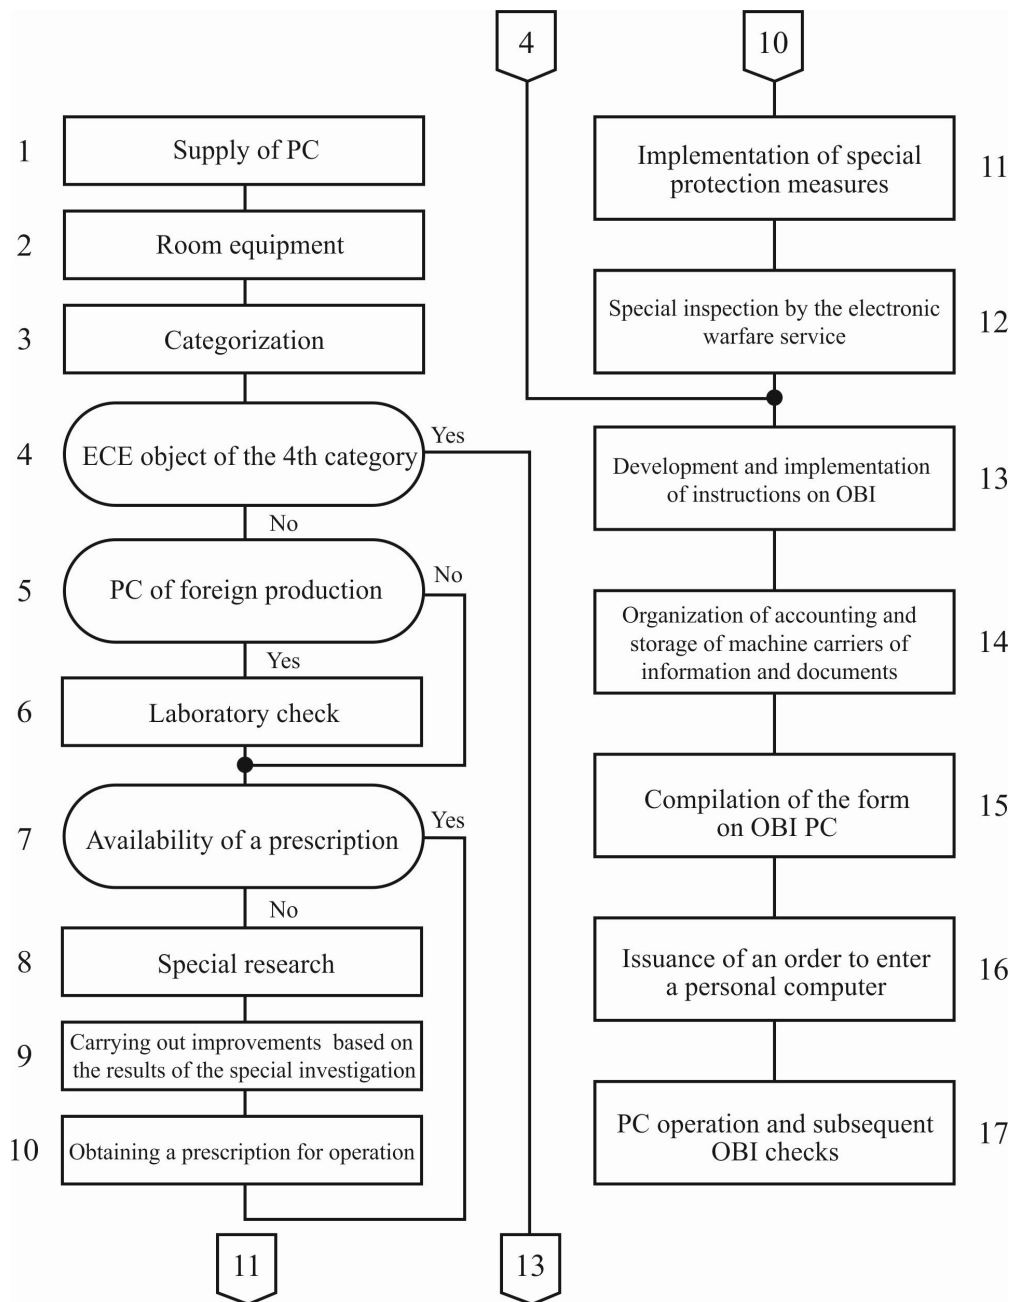 1
Supply of PC
2
Room equipment
3
Categorization
4
ECE object of the 4th category
Yes
No
5
PC of foreign production
No
Yes
6
Laboratory check
7
Availability of a prescription
Yes
No
8
Special research
9
Carrying out improvements based on
the results of the special investigation
10
Obtaining a prescription for operation
11
13
4
10
Implementation of special
protection measures
11
Special inspection by the electronic
warfare service
12
Development and implementation
of instructions on OBI
13
Organization of accounting and
storage of machine carriers of
information and documents
14
Compilation of the form
on OBI PC
15
Issuance of an order to enter
a personal computer
16
PC operation and subsequent
OBI checks
17